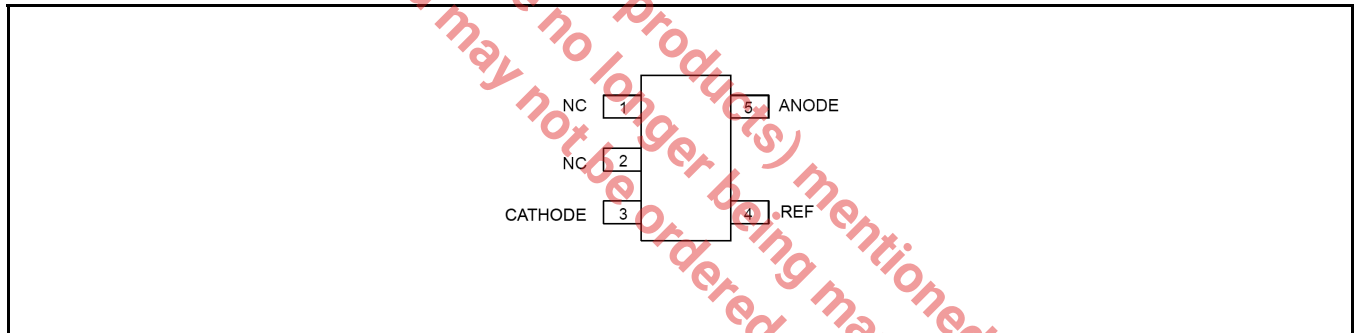 NC 1 5 ANODE
NC 2
CATHODE 3 4 REF
products) mentioned
no longer being ma
may not be ordered